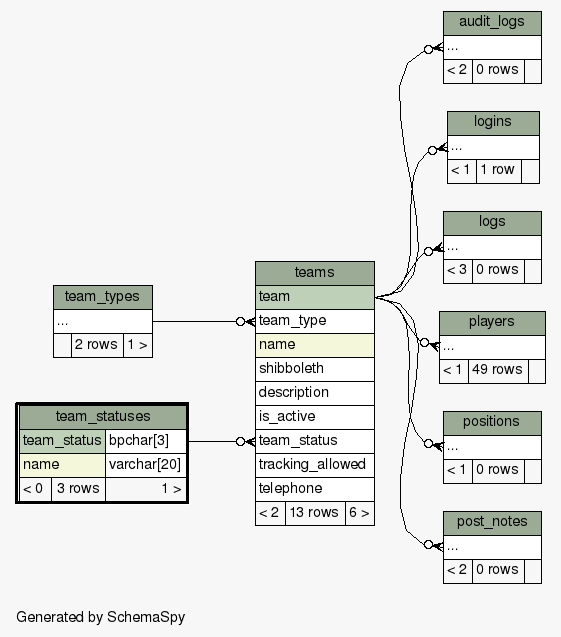 audit_logs
...
< 2 0 rows
logins
...
< 1 1 row
logs
...
< 3 0 rows
teams
team
team_type
name
shibboleth
description
is_active
team_status
tracking_allowed
telephone
< 2 13 rows 6 >
team_types
...
2 rows 1 >
players
...
< 1 49 rows
team_statuses
team_status bpchar[3]
name varchar[20]
< 0 3 rows 1 >
positions
...
< 1 0 rows
post_notes
...
< 2 0 rows
Generated by SchemaSpy